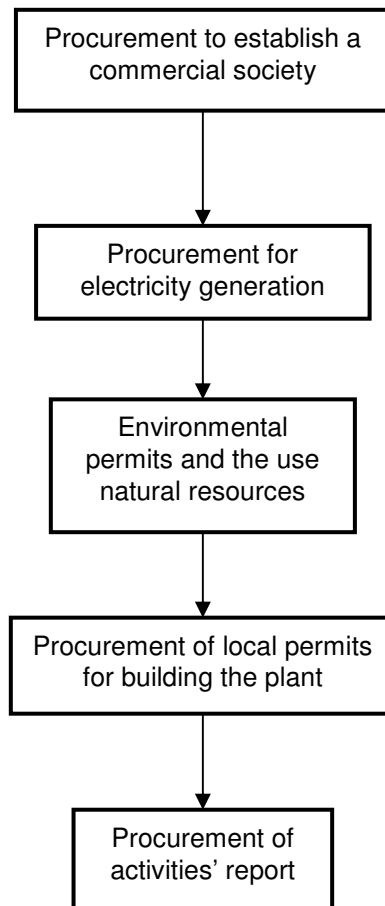 Procurement to establish a
commercial society
Procurement for
electricity generation
Environmental
permits and the use
natural resources
Procurement of local permits
for building the plant
Procurement of
activities’ report